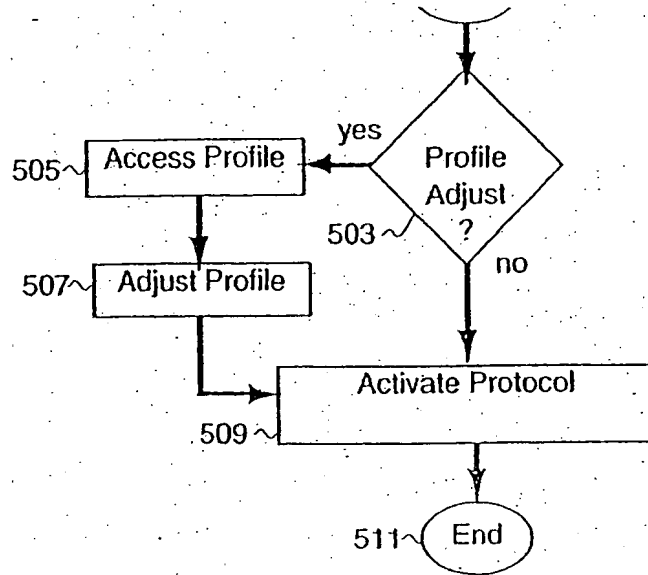 yes
505
Access Profile
Profile
Adjust
?
503
no
507
Adjust Profile
Activate Protocol
509
511
End